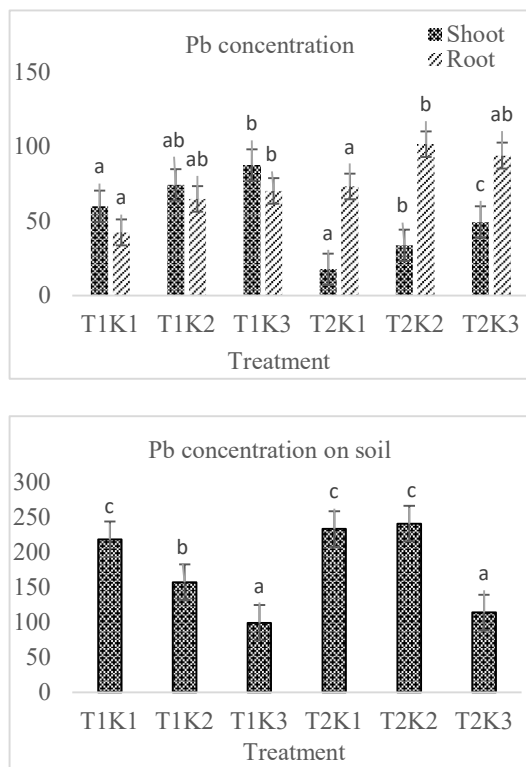 Pb concentration
Shoot
Root
150
100
50
0
a a ab ab b b a a b b c ab
T1K1 T1K2 T1K3 T2K1 T2K2 T2K3
Treatment
Pb concentration on soil
300
250
200
150
100
50
0
c b a c c a
T1K1 T1K2 T1K3 T2K1 T2K2 T2K3
Treatment